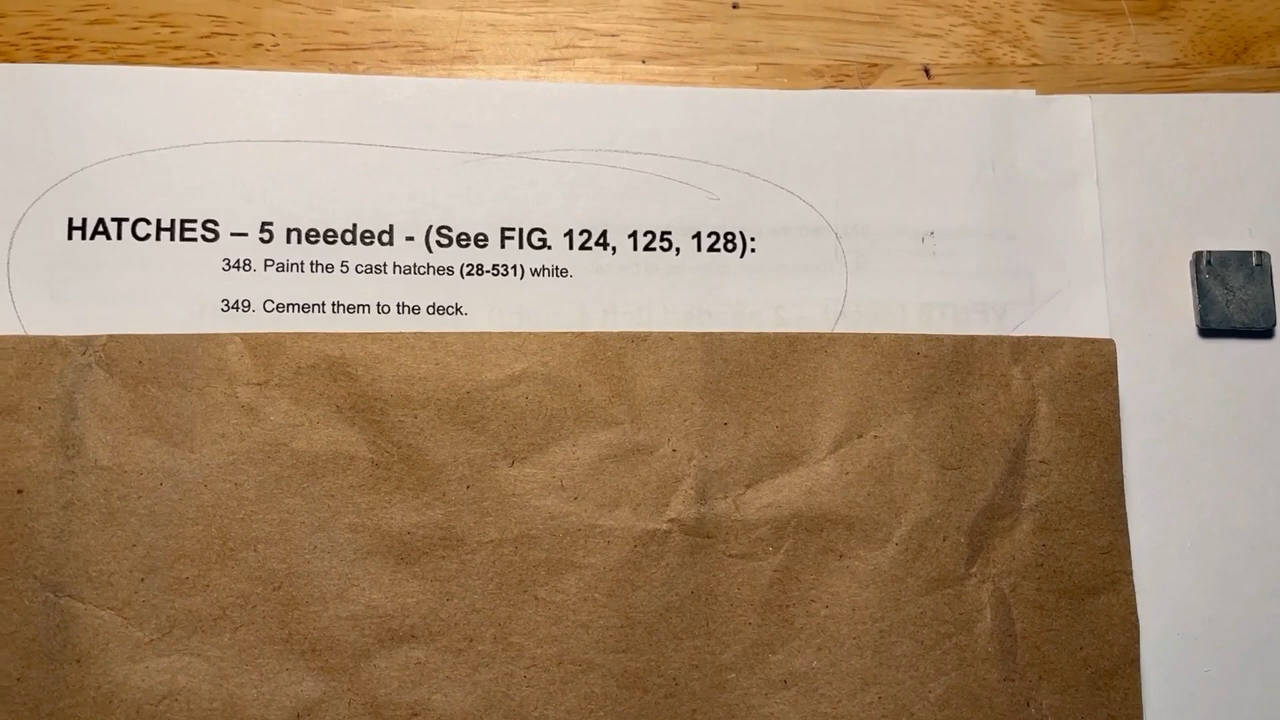 HATCHES – 5 needed - (See FIG. 124, 125, 128):
348. Paint the 5 cast hatches (28-531) white.
349. Cement them to the deck.